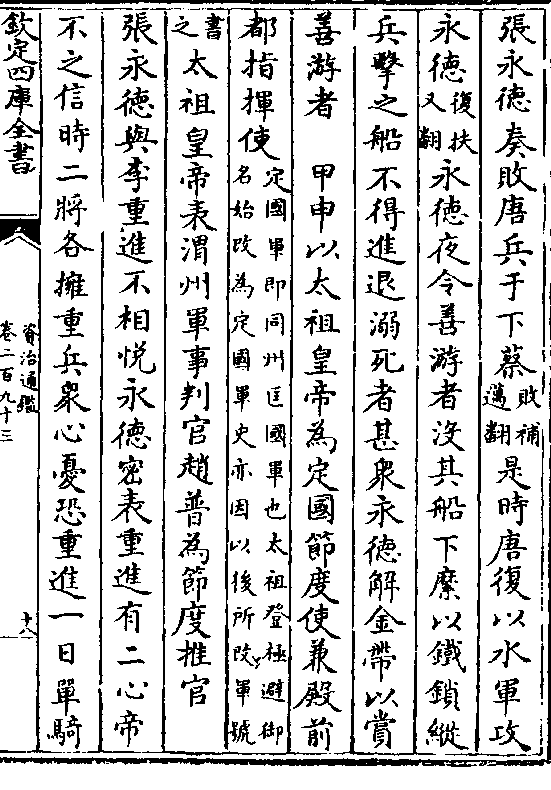 張永德奏敗唐兵于下蔡敗補邁翻是時唐復以水軍攻
永德復扶又翻永德夜令善游者没其船下縻以鐵鎖縱
兵擊之船不得進退溺死者甚衆永德解金帶以賞
善游者　甲申以太祖皇帝為定國節度使兼殿前
都指揮使定國軍即同州匡國軍也太祖登極避御名始改為定國軍史亦因以後所改軍號
書之太祖皇帝表渭州軍事判官趙普為節度推官
張永德與李重進不相悦永德密表重進有二心帝
不之信時二將各擁重兵衆心憂恐重進一日單騎
欽定四庫全書
資治通鑑
卷二百九十三
十八